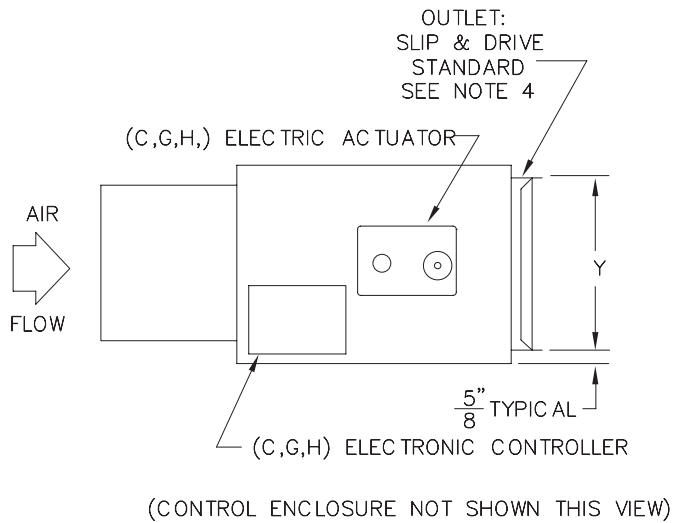 OUTLET:
SLIP & DRIVE
STANDARD
SEE NOTE 4
(C,G,H,) ELECTRIC ACTUATOR
AIR
FLOW
Y
5"
8 TYPICAL
(C,G,H) ELECTRONIC CONTROLLER
(CONTROL ENCLOSURE NOT SHOWN THIS VIEW)